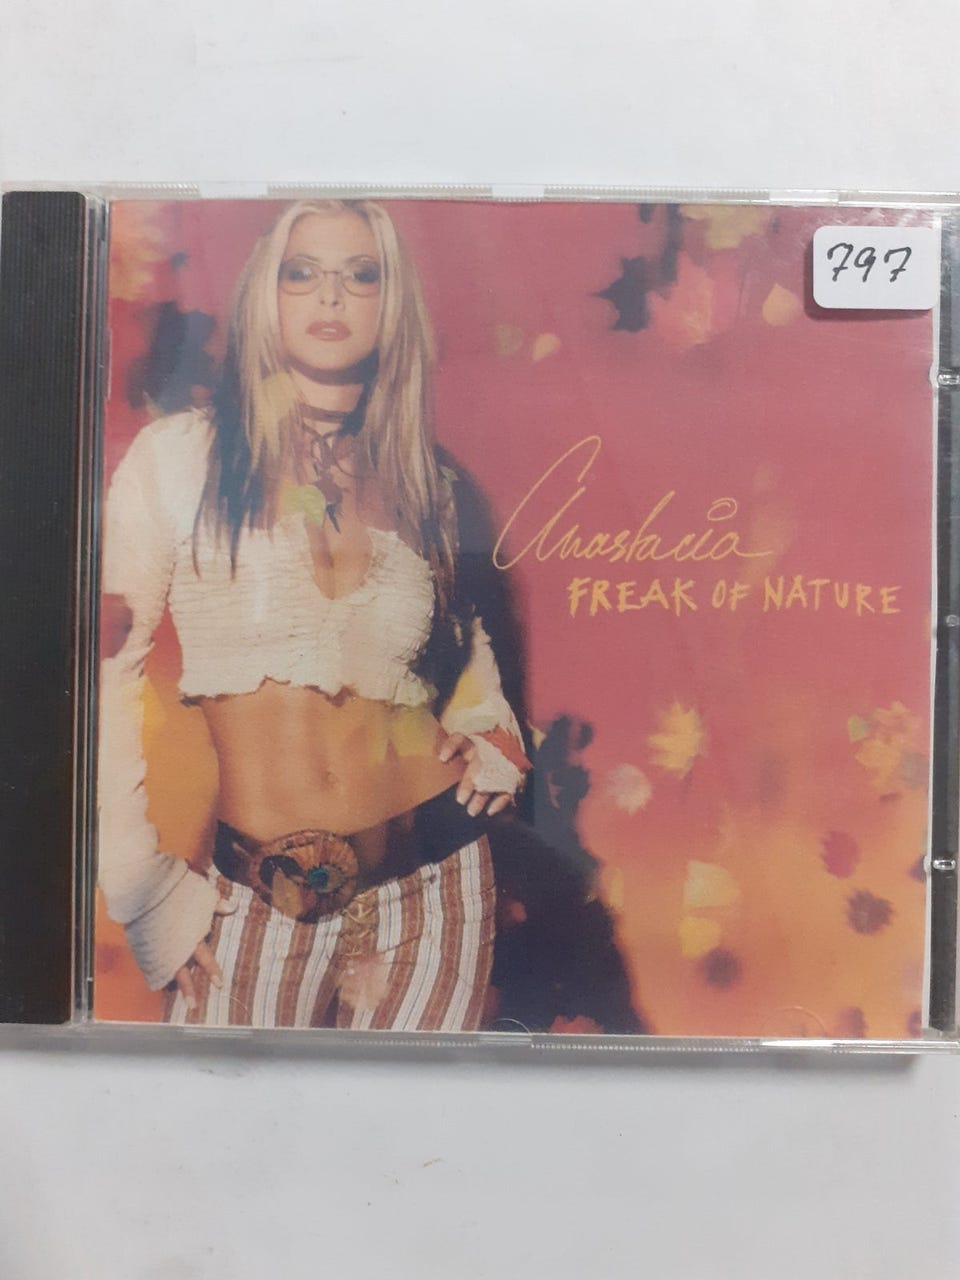 797
Anastacia
FREAK OF NATURE